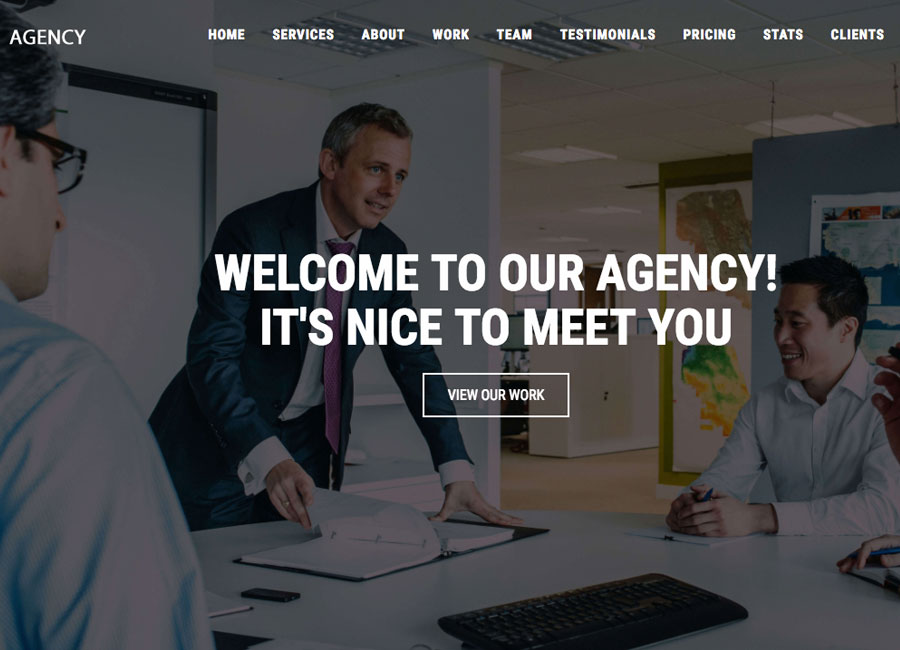 AGENCY
HOME SERVICES ABOUT WORK TEAM TESTIMONIALS PRICING STATS CLIENTS
WELCOME TO OUR AGENCY!
IT'S NICE TO MEET YOU
VIEW OUR WORK